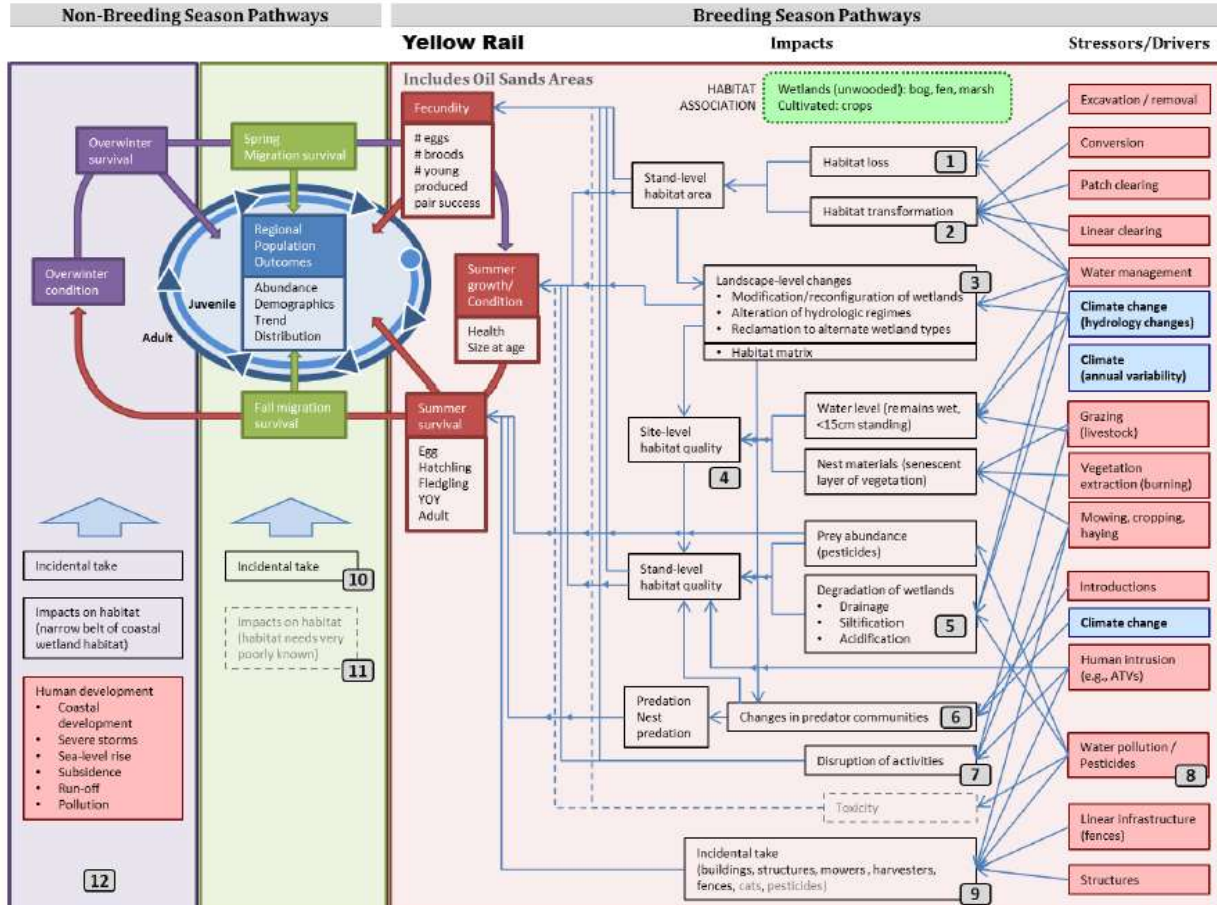 Non-Breeding Season Pathways
Breeding Season Pathways
Yellow Rail
Impacts
Stressors/Drivers
Includes Oil Sands Areas
HABITAT
ASSOCIATION
Wetlands (unwooded): bog, fen, marsh
Cultivated: crops
Overwinter
survival
Spring
Migration survival
Fecundity
# eggs
# broods
# young
produced
pair success
Regional
Population
Outcomes
Abundance
Demographics
Trend
Distribution
Juvenile
Adult
Overwinter
condition
Summer
growth/
Condition
Health
Size at age
Fall migration
survival
Summer
survival
Egg
Hatchling
Fledgling
YOY
Adult
Incidental take
Impacts on habitat
(narrow belt of coastal
wetland habitat)
Human development
• Coastal
development
• Severe storms
• Sea-level rise
• Subsidence
• Run-off
• Pollution
12
Incidental take
10
Impacts on habitat
(habitat needs very
poorly known)
11
Stand-level
habitat area
Habitat loss
1
Habitat transformation
2
Landscape-level changes
3
• Modification/reconfiguration of wetlands
• Alteration of hydrologic regimes
• Reclamation to alternate wetland types
• Habitat matrix
Site-level
habitat quality
4
Water level (remains wet,
<15cm standing)
Nest materials (senescent
layer of vegetation)
Stand-level
habitat quality
Prey abundance
(pesticides)
Degradation of wetlands
• Drainage
• Siltification
• Acidification
5
Predation
Nest
predation
Changes in predator communities
6
Disruption of activities
7
Toxicity
Incidental take
(buildings, structures, mowers, harvesters,
fences, cats, pesticides)
9
Excavation / removal
Conversion
Patch clearing
Linear clearing
Water management
Climate change
(hydrology changes)
Climate
(annual variability)
Grazing
(livestock)
Vegetation
extraction (burning)
Mowing, cropping,
haying
Introductions
Climate change
Human intrusion
(e.g., ATVs)
Water pollution /
Pesticides
8
Linear infrastructure
(fences)
Structures